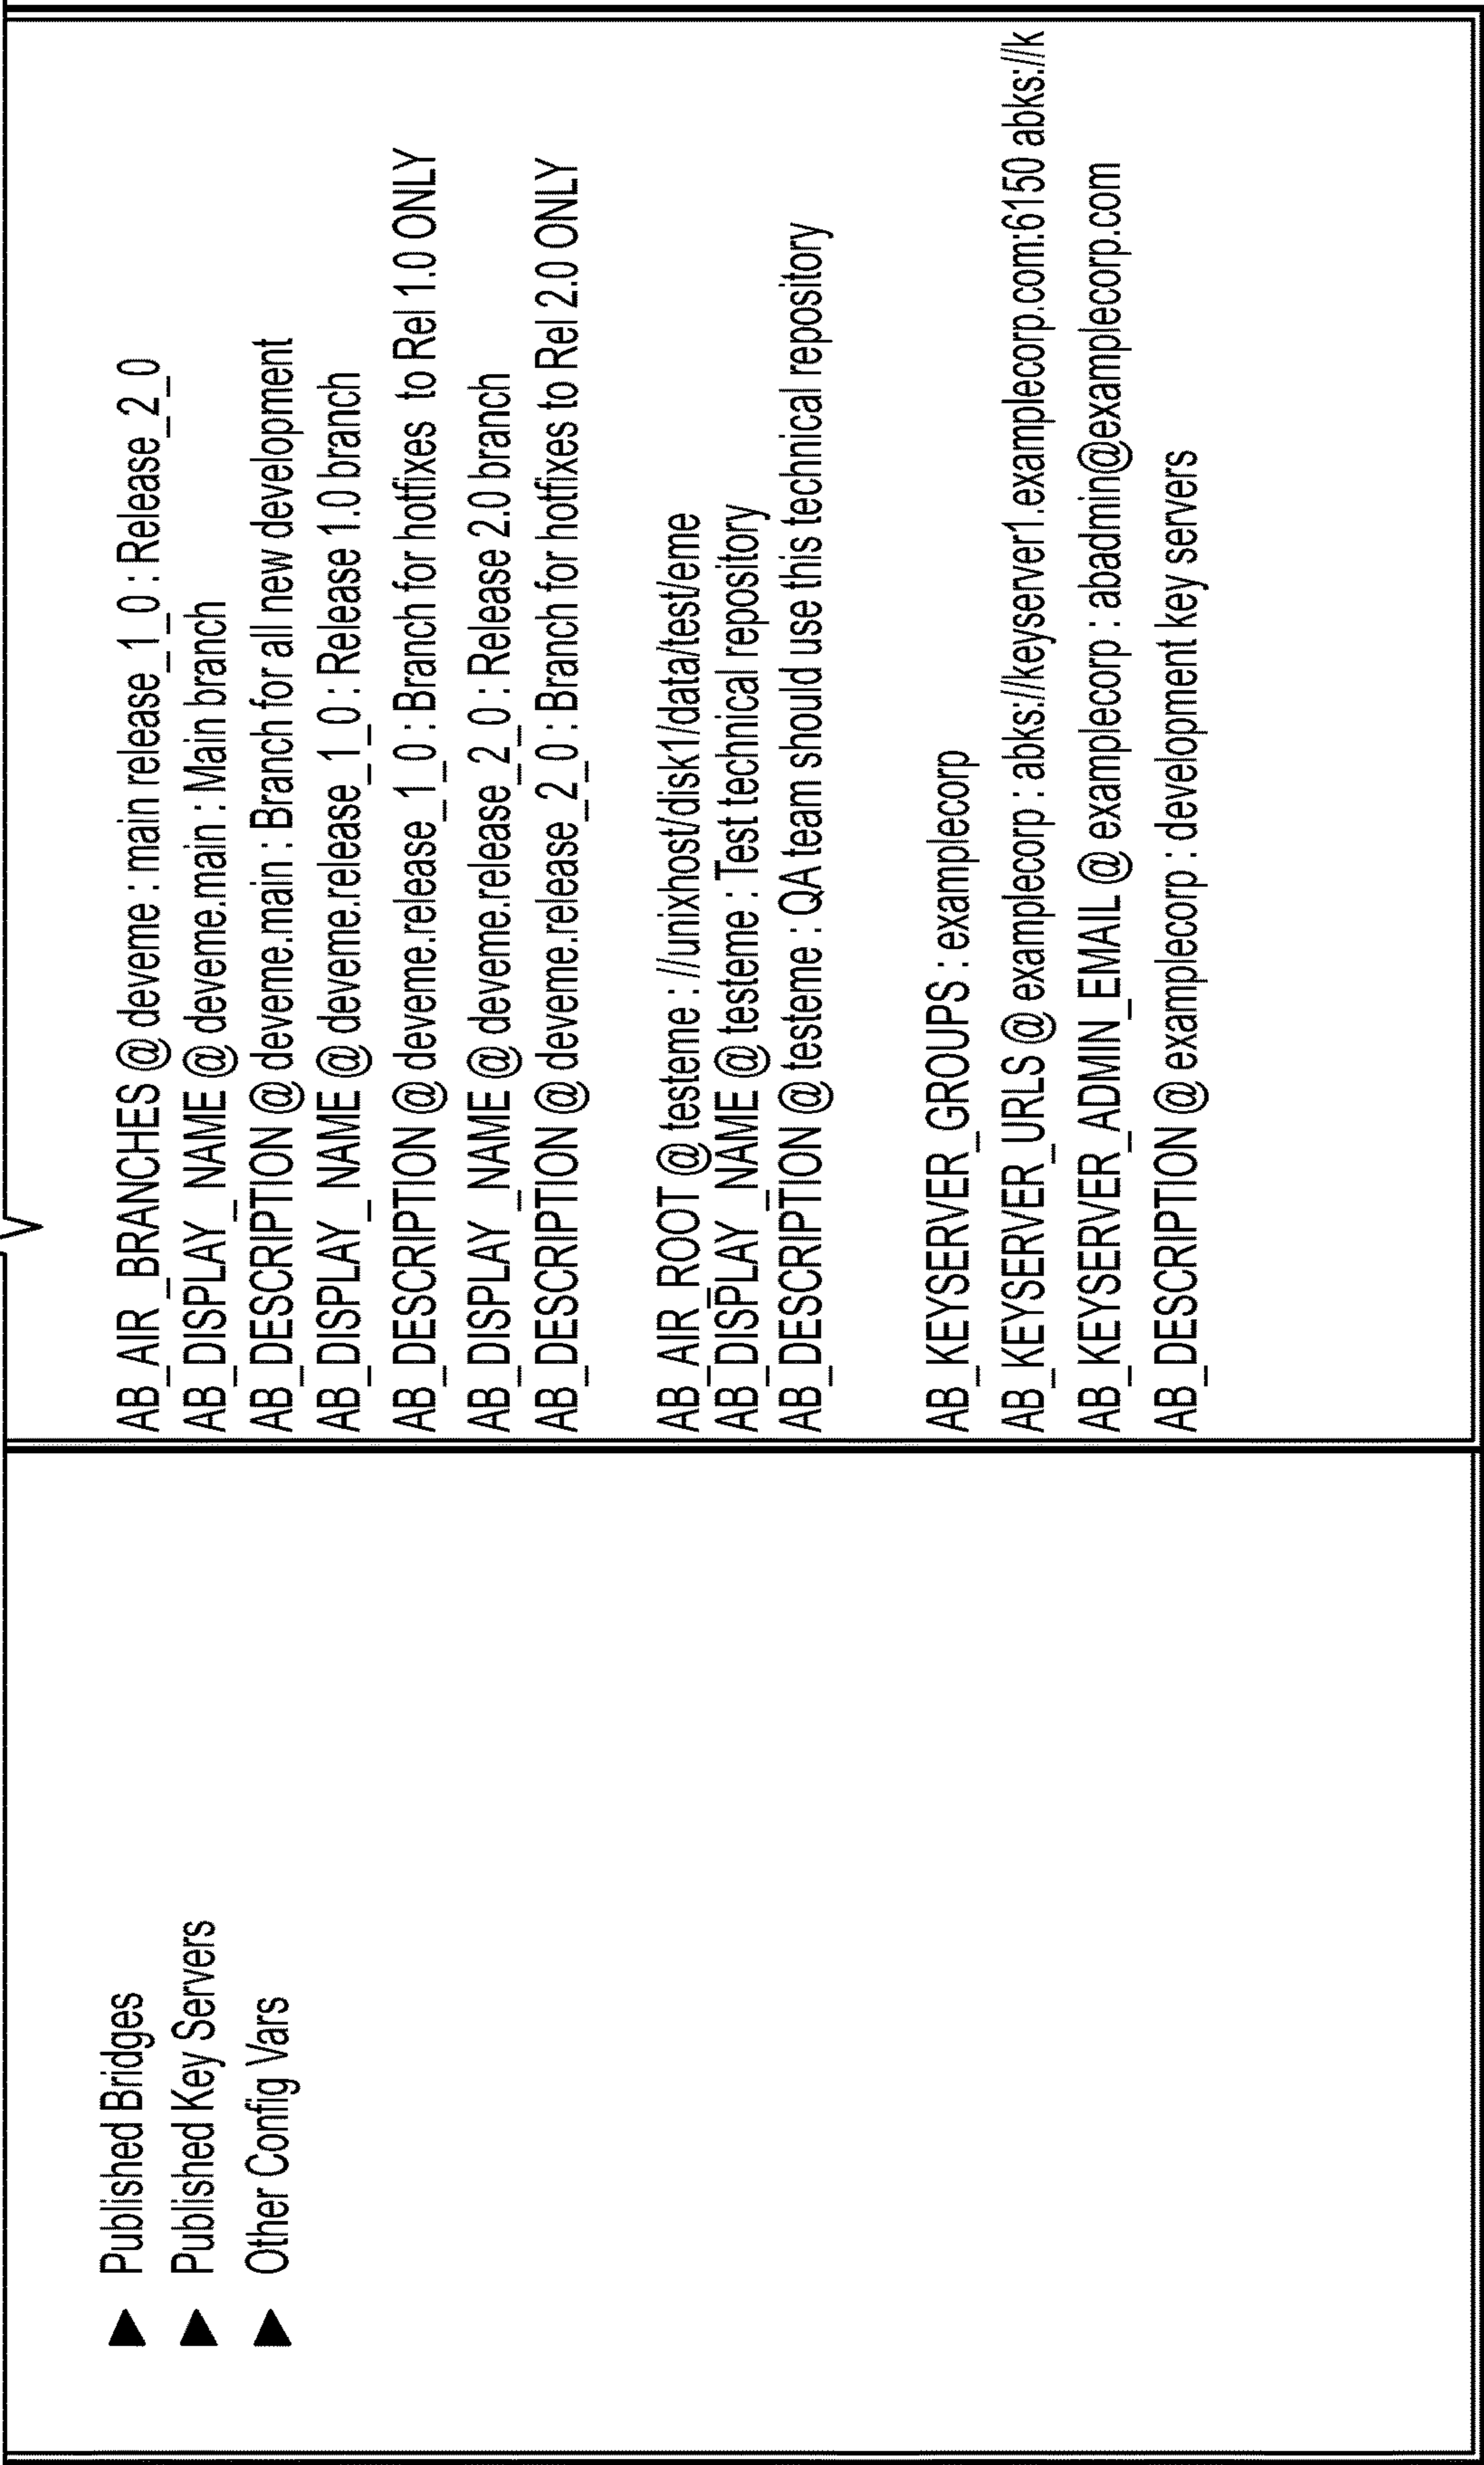 Published Bridges
Published Key Servers
Other Config Vars
AB_AIR_BRANCHES @ deveme : main release_1_0 : Release_2_0
AB_DISPLAY_NAME @ deveme.main : Main branch
AB_DESCRIPTION @ deveme.main : Branch for all new development
AB_DISPLAY_NAME @ deveme.release_1_0 : Release 1.0 branch
AB_DESCRIPTION @ deveme.release_1_0 : Branch for hotfixes to Rel 1.0 ONLY
AB_DISPLAY_NAME @ deveme.release_2_0 : Release 2.0 branch
AB_DESCRIPTION @ deveme.release_2_0 : Branch for hotfixes to Rel 2.0 ONLY
AB_AIR_ROOT @ testeme : //unixhost/disk1/data/test/eme
AB_DISPLAY_NAME @ testeme : Test technical repository
AB_DESCRIPTION @ testeme : QA team should use this technical repository
AB_KEYSERVER_GROUPS : examplecorp
AB_KEYSERVER_URLS @ examplecorp : abks://keyserver1.examplecorp.com:6150 abks://k
AB_KEYSERVER_ADMIN_EMAIL @ examplecorp : abadmin@examplecorp.com
AB_DESCRIPTION @ examplecorp : development key servers